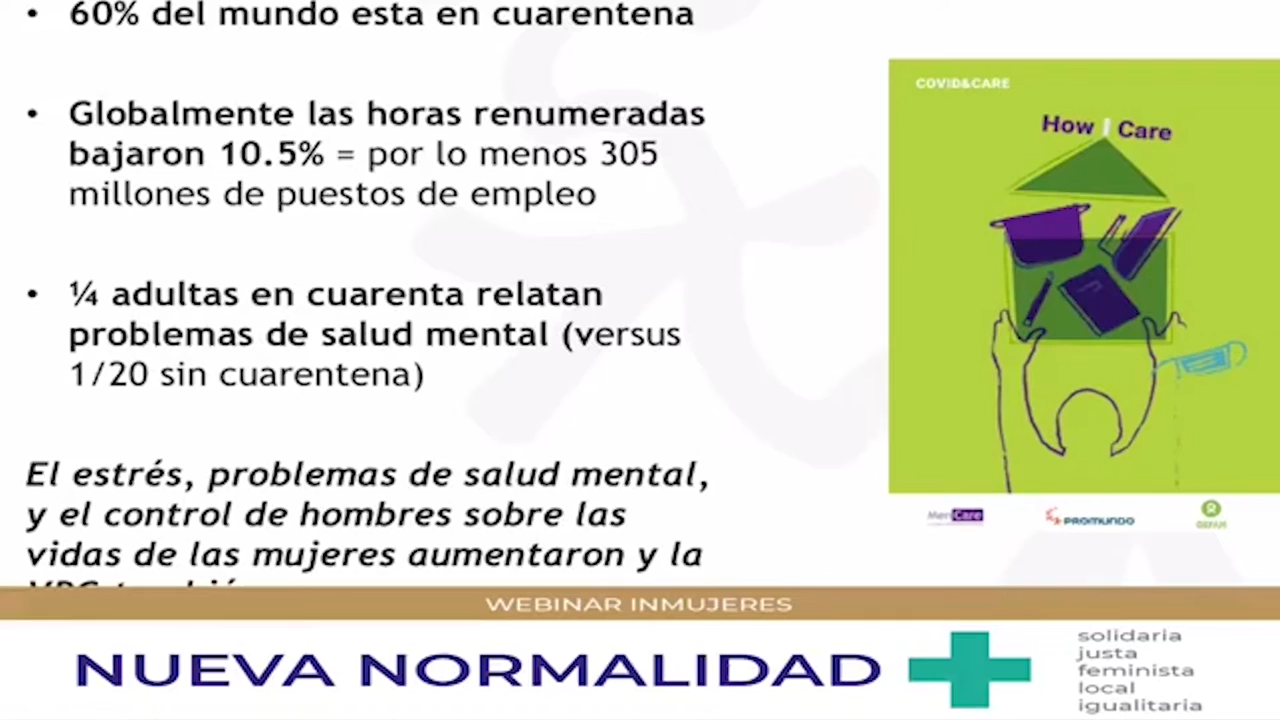 • 60% del mundo esta en cuarentena
• Globalmente las horas renumeradas
bajaron 10.5% = por lo menos 305
millones de puestos de empleo
• ¼ adultas en cuarenta relatan
problemas de salud mental (versus
1/20 sin cuarentena)
El estrés, problemas de salud mental,
y el control de hombres sobre las
vidas de las mujeres aumentaron y la
COVID&CARE
How I Care
MenCare
PROMUNDO
OXFAM
WEBINAR INMUJERES
NUEVA NORMALIDAD
solidaria
justa
feminista
local
igualitaria